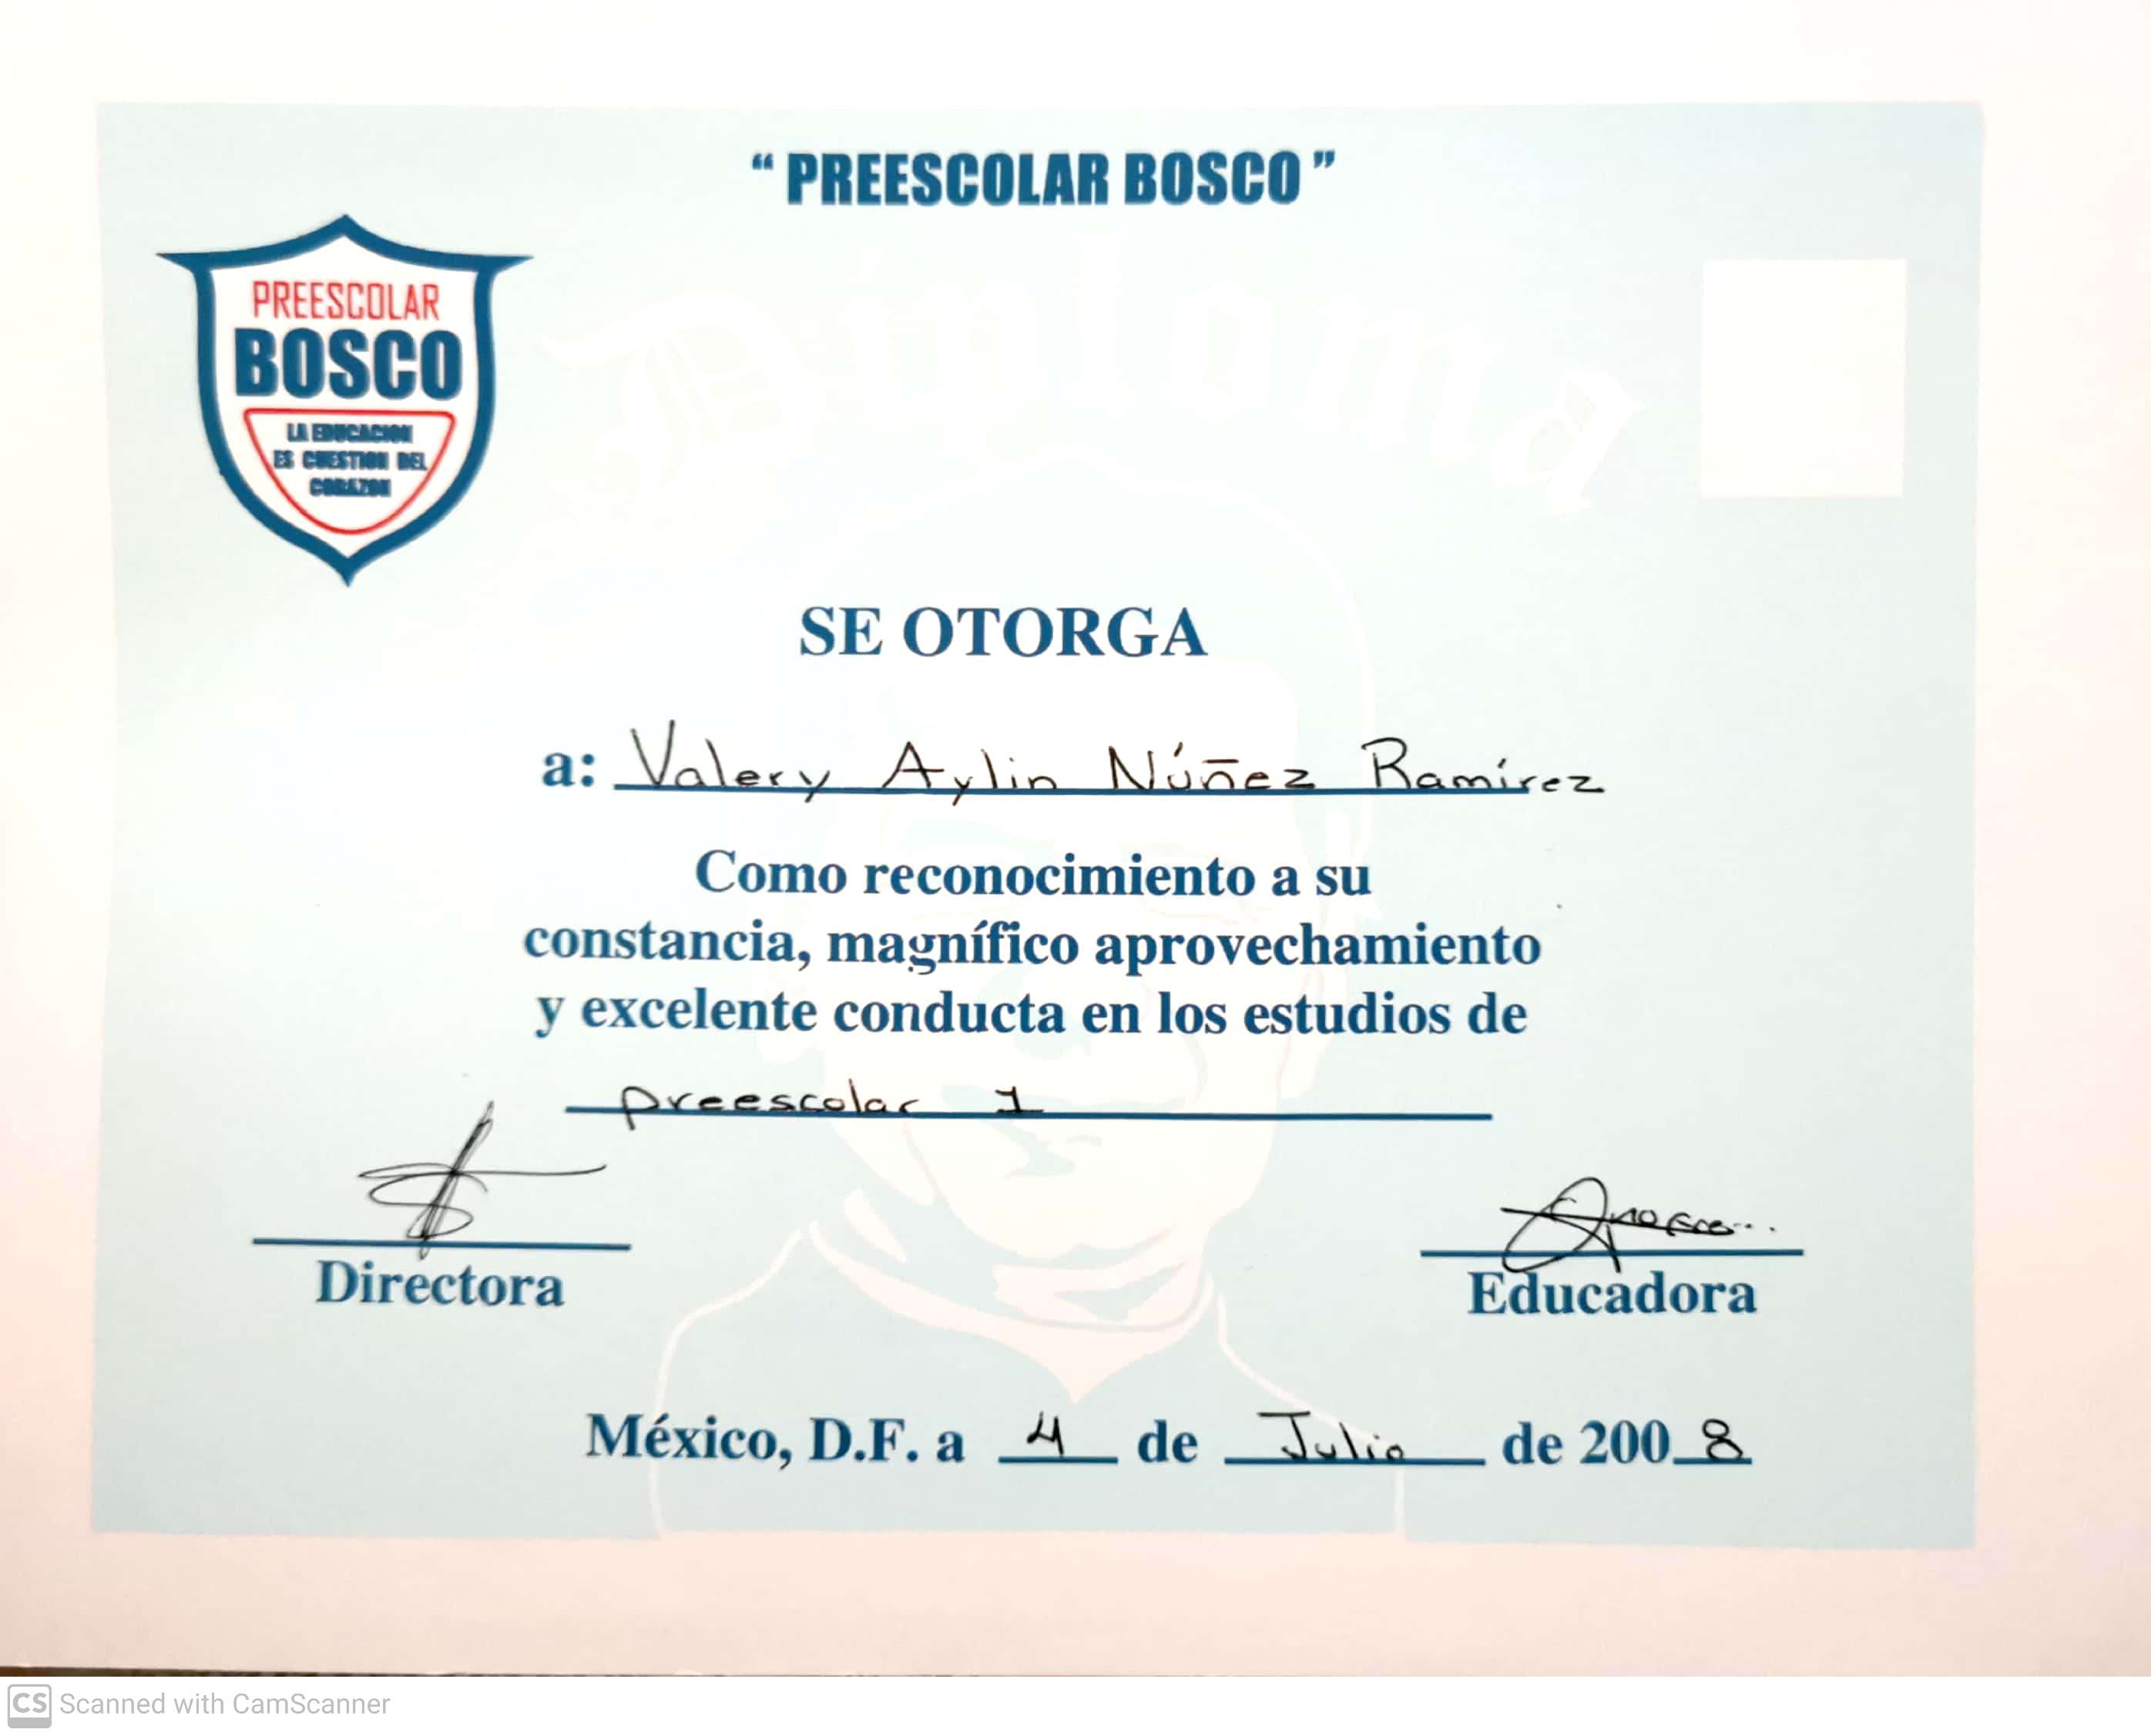 “ PREESCOLAR BOSCO ”
Diploma
PREESCOLAR
BOSCO
LA EDUCACION
ES CUESTION DEL
CORAZON
SE OTORGA
a: Valery Aylin Núñez Ramírez
Como reconocimiento a su
constancia, magnífico aprovechamiento
y excelente conducta en los estudios de
preescolar 1
Directora
Educadora
México, D.F. a 4 de Julio de 2008
CS Scanned with CamScanner